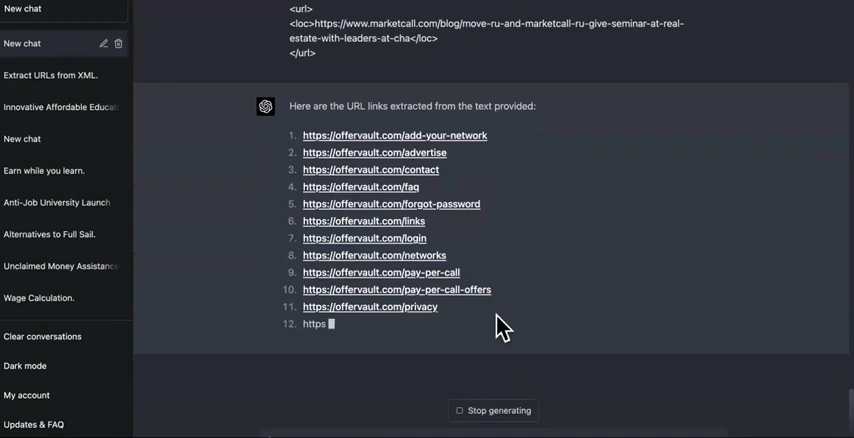 New chat
New chat
Extract URLs from XML.
Innovative Affordable Educat
New chat
Earn while you learn.
Anti-Job University Launch
Alternatives to Full Sail.
Unclaimed Money Assistance
Wage Calculation.
Clear conversations
Dark mode
My account
Updates & FAQ
<url>
<loc>https://www.marketcall.com/blog/move-ru-and-marketcall-ru-give-seminar-at-real-
estate-with-leaders-at-cha</loc>
</url>
Here are the URL links extracted from the text provided:
1. https://offervault.com/add-your-network
2. https://offervault.com/advertise
3. https://offervault.com/contact
4. https://offervault.com/faq
5. https://offervault.com/forgot-password
6. https://offervault.com/links
7. https://offervault.com/login
8. https://offervault.com/networks
9. https://offervault.com/pay-per-call
10. https://offervault.com/pay-per-call-offers
11. https://offervault.com/privacy
12. https
Stop generating